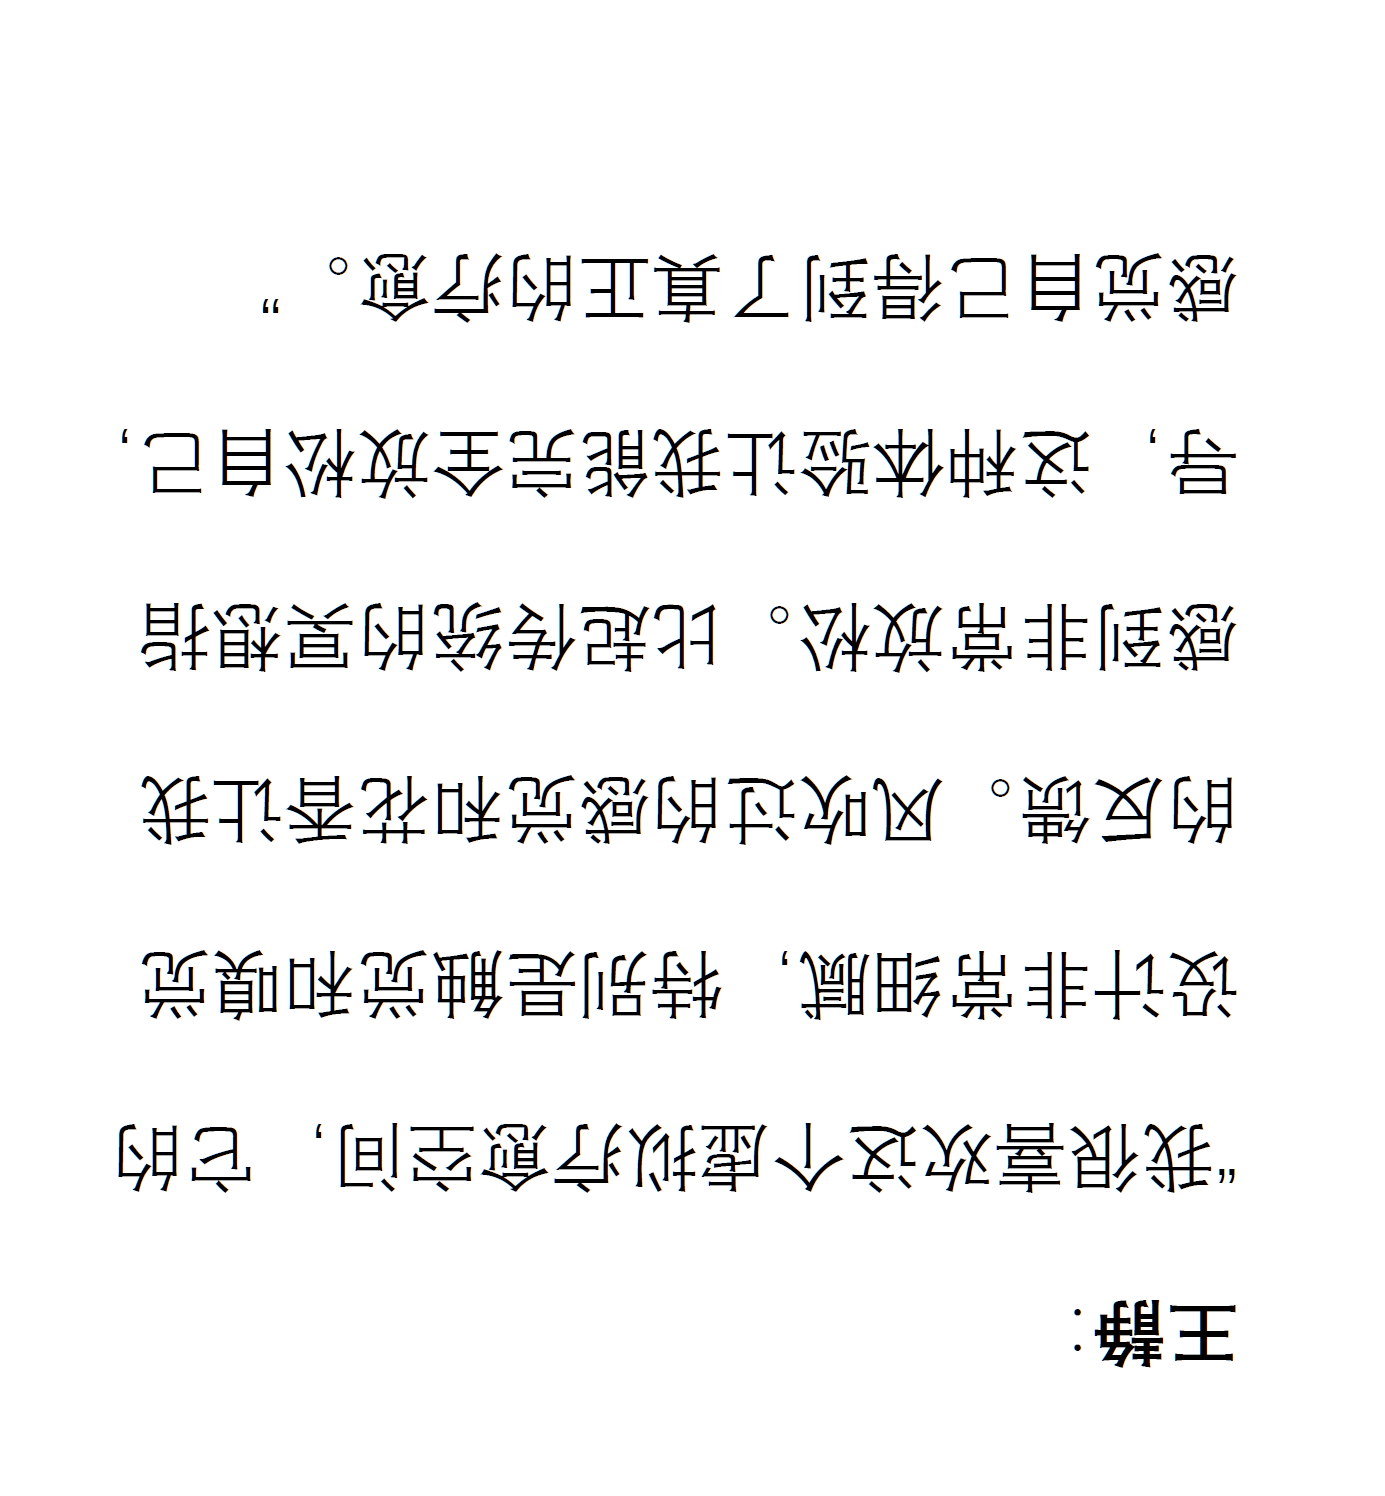 王静：
“我很喜欢这个虚拟疗愈空间，它的
设计非常细腻，特别是触觉和嗅觉
的反馈。风吹过的感觉和花香让我
感到非常放松。比起传统的冥想指
导，这种体验让我能完全放松自己，
感觉自己得到了真正的疗愈。”